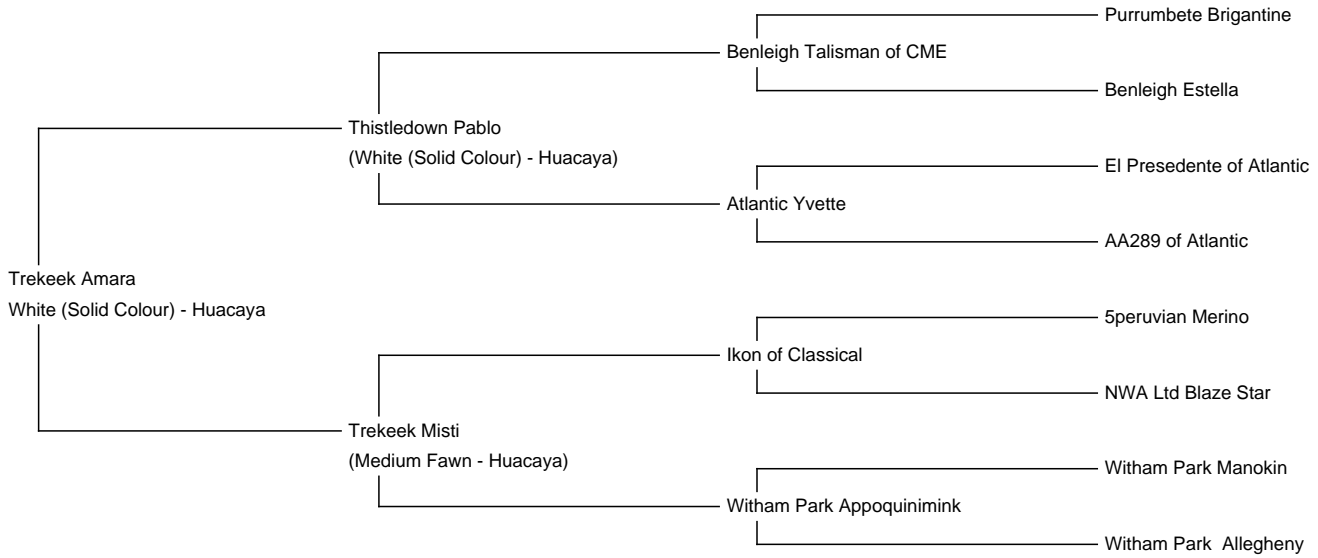 Purrumbete Brigantine
Benleigh Talisman of CME
Benleigh Estella
Thistledown Pablo
(White (Solid Colour) - Huacaya)
El Presedente of Atlantic
Atlantic Yvette
AA289 of Atlantic
Trekeek Amara
White (Solid Colour) - Huacaya
5peruvian Merino
Ikon of Classical
NWA Ltd Blaze Star
Trekeek Misti
(Medium Fawn - Huacaya)
Witham Park Manokin
Witham Park Appoquinimink
Witham Park  Allegheny